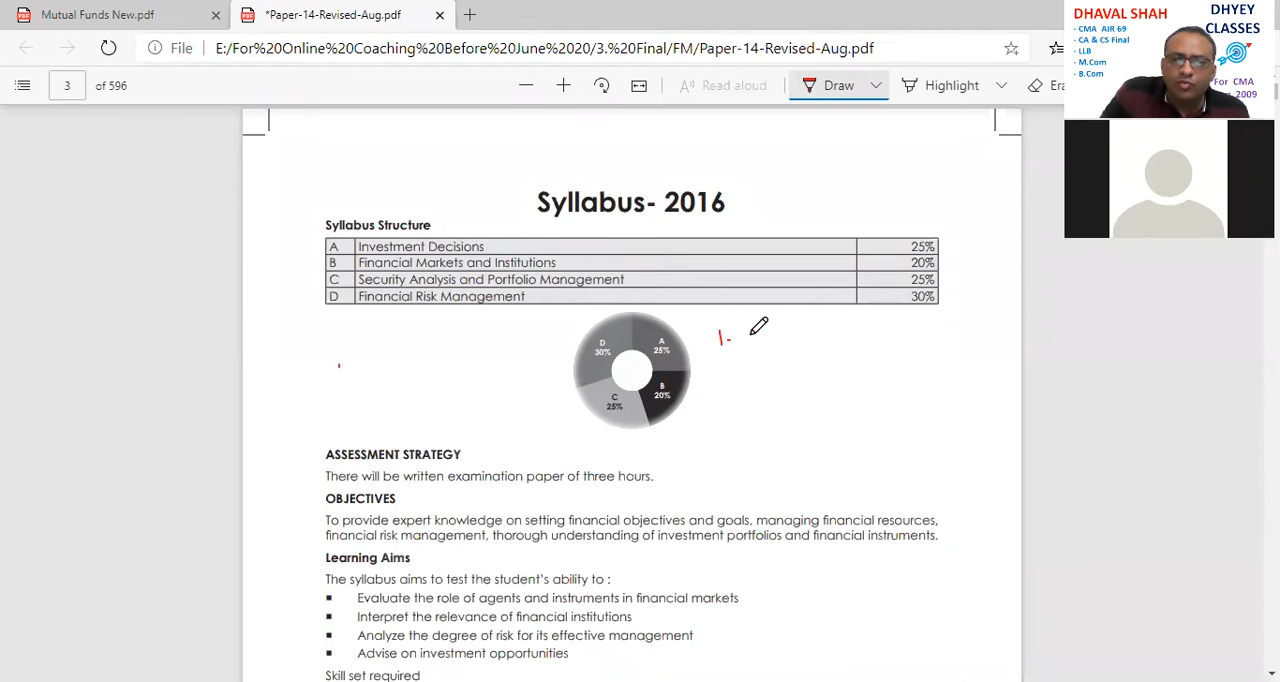 Mutual Funds New.pdf
*Paper-14-Revised-Aug.pdf
File
E:/For%20Online%20Coaching%20Before%20June%202020/3.%20Final/FM/Paper-14-Revised-Aug.pdf
3 of 596
Read aloud
Draw
Highlight
Syllabus- 2016
Syllabus Structure
A Investment Decisions 25%
B Financial Markets and Institutions 20%
C Security Analysis and Portfolio Management 25%
D Financial Risk Management 30%
D 30%
A 25%
B 20%
C 25%
1-
ASSESSMENT STRATEGY
There will be written examination paper of three hours.
OBJECTIVES
To provide expert knowledge on setting financial objectives and goals, managing financial resources,
financial risk management, thorough understanding of investment portfolios and financial instruments.
Learning Aims
The syllabus aims to test the student's ability to :
▪ Evaluate the role of agents and instruments in financial markets
▪ Interpret the relevance of financial institutions
▪ Analyze the degree of risk for its effective management
▪ Advise on investment opportunities
Skill set required
DHAVAL SHAH
- CMA AIR 69
- CA & CS Final
- LLB
- M.Com
- B.Com
DHYEY
CLASSES
For CMA
2009